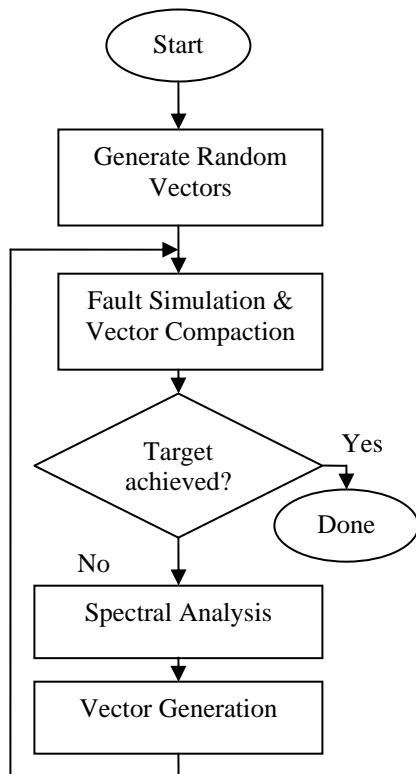 Start
Generate Random
Vectors
Fault Simulation &
Vector Compaction
Target
achieved?
Yes
Done
No
Spectral Analysis
Vector Generation